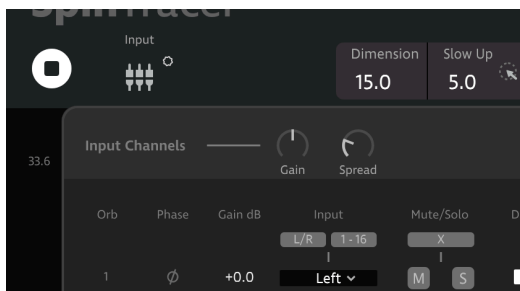 SpinTracer
Input
Dimension
Slow Up
15.0
5.0
33.6
Input Channels
Gain
Spread
Orb
Phase
Gain dB
Input
Mute/Solo
D
L/R
1 - 16
X
1
Ø
+0.0
Left
M
S